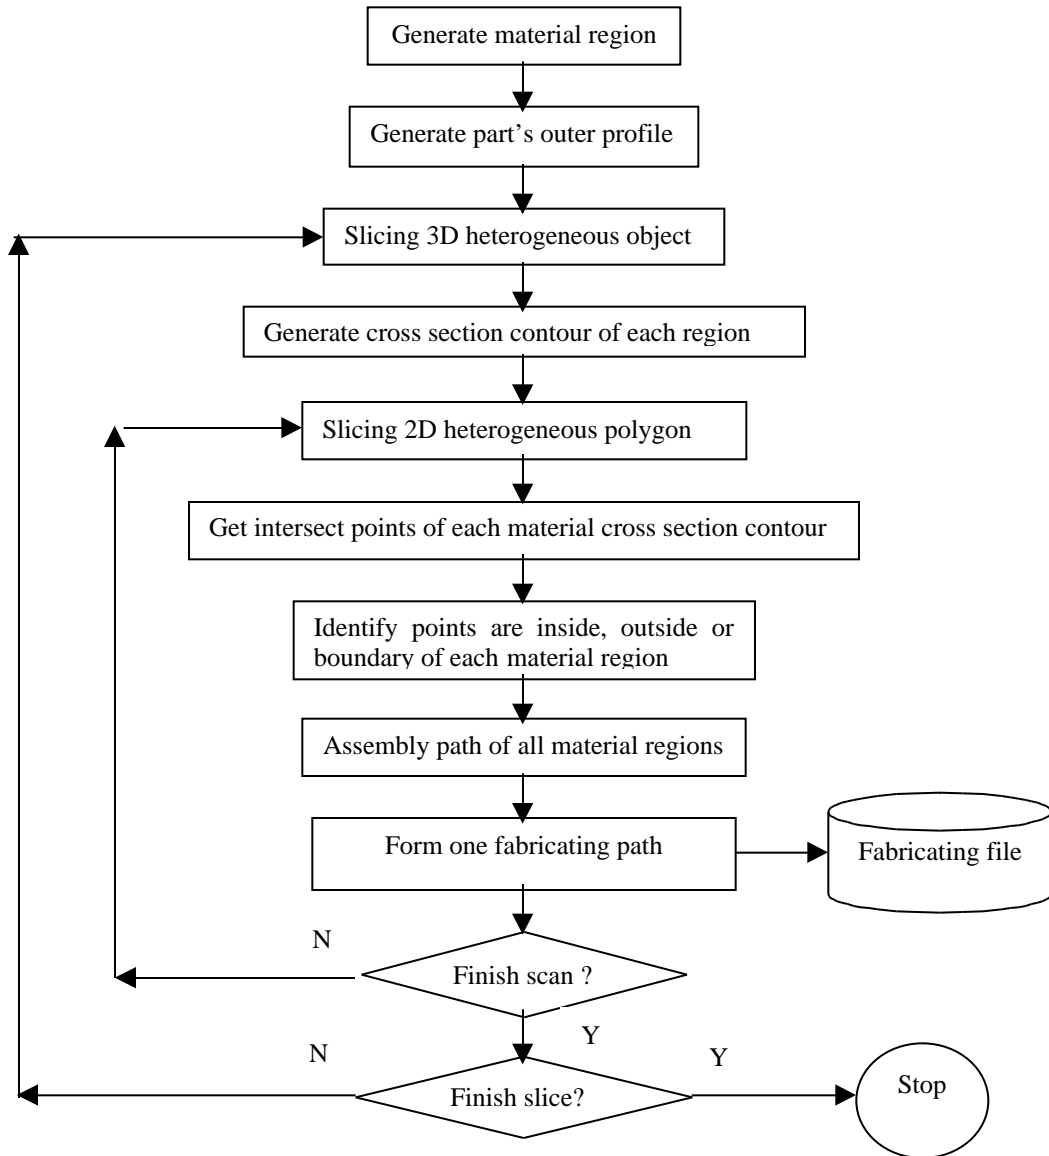 Generate material region
Generate part’s outer profile
Slicing 3D heterogeneous object
Generate cross section contour of each region
Slicing 2D heterogeneous polygon
Get intersect points of each material cross section contour
Identify points are inside, outside or
boundary of each material region
Assembly path of all material regions
Form one fabricating path
Fabricating file
N
Finish scan ?
Y
N
Finish slice?
Y
Stop